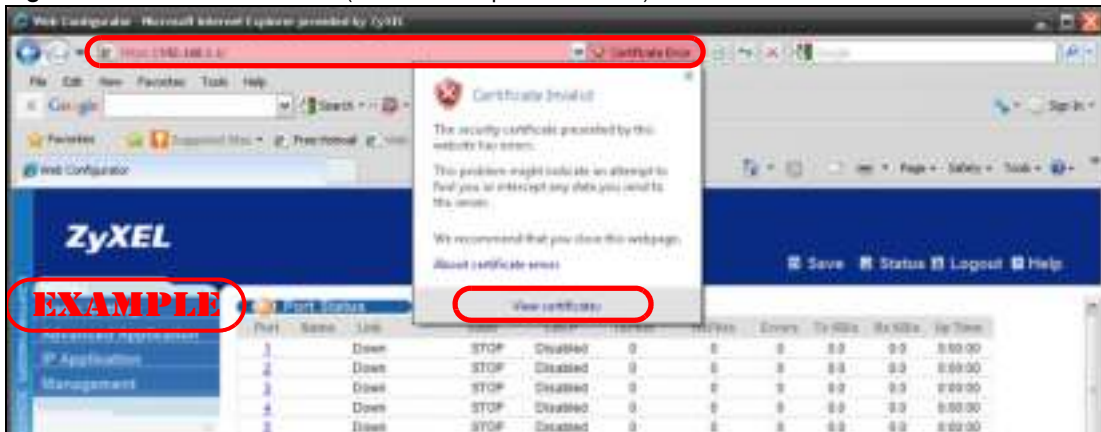 Web Configurator - Microsoft Internet Explorer provided by ZyXEL
Certificate Error
File Edit View Favorites Tools Help
Google Search Sign In
Favorites
Web Configurator
Page Safety Tools
Certificate Invalid
The security certificate presented by this
website has errors.
This problem might indicate an attempt to
fool you or intercept any data you send to
the server.
We recommend that you close this webpage.
About certificate errors
View certificates
ZyXEL
Save Status Logout Help
EXAMPLE
Port Status
Advanced Application
IP Application
Management
Port Name Link Errors Tx KB/s Rx KB/s Up Time
1 Down STOP Disabled 0 0 0 0.0 0.0 0:00:00
2 Down STOP Disabled 0 0 0 0.0 0.0 0:00:00
3 Down STOP Disabled 0 0 0 0.0 0.0 0:00:00
4 Down STOP Disabled 0 0 0 0.0 0.0 0:00:00
5 Down STOP Disabled 0 0 0 0.0 0.0 0:00:00